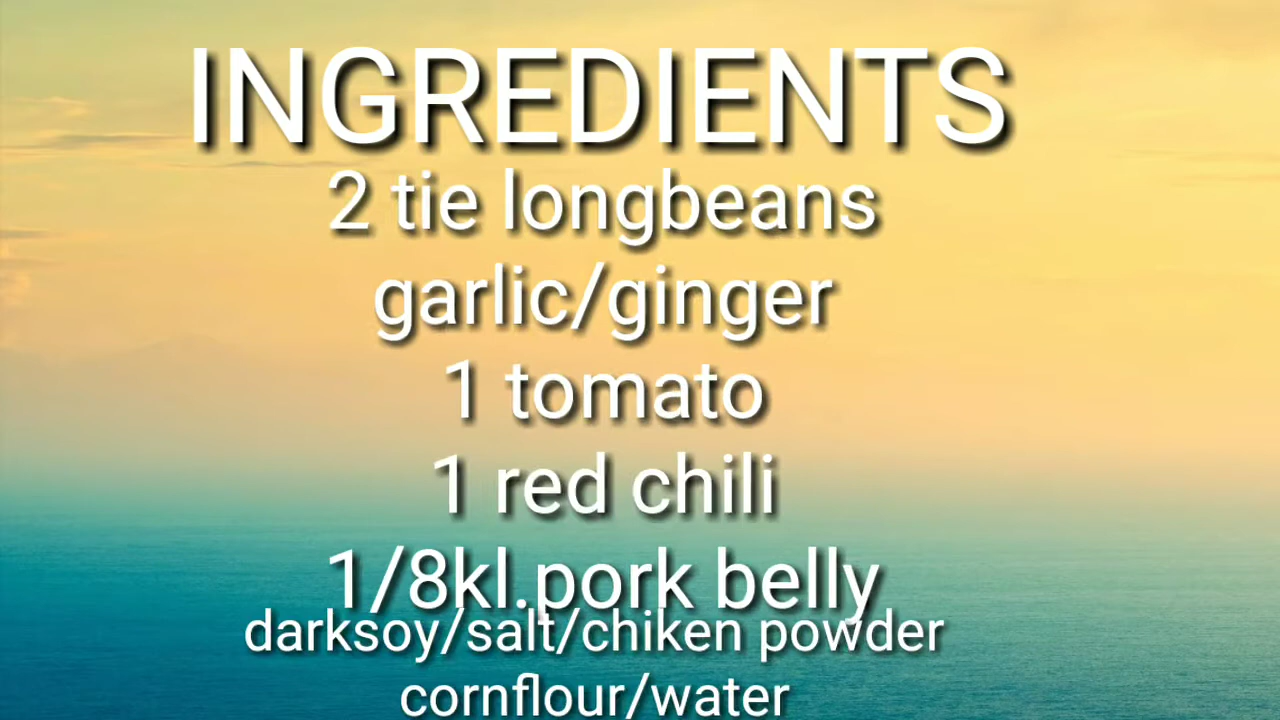 INGREDIENTS
2 tie longbeans
garlic/ginger
1 tomato
1 red chili
1/8kl.pork belly
darksoy/salt/chiken powder
cornflour/water